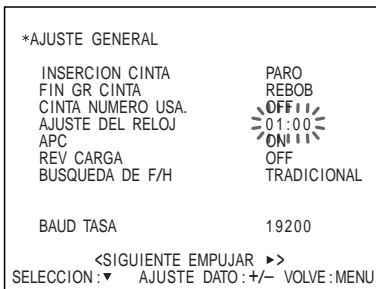 *AJUSTE GENERAL
INSERCION CINTA PARO
FIN GR CINTA REBOB
CINTA NUMERO USA. OFF
AJUSTE DEL RELOJ 01:00
APC ON
REV CARGA OFF
BUSQUEDA DE F/H TRADICIONAL
BAUD TASA 19200
<SIGUIENTE EMPUJAR ►>
SELECCION:▼ AJUSTE DATO:+/− VOLVE:MENU